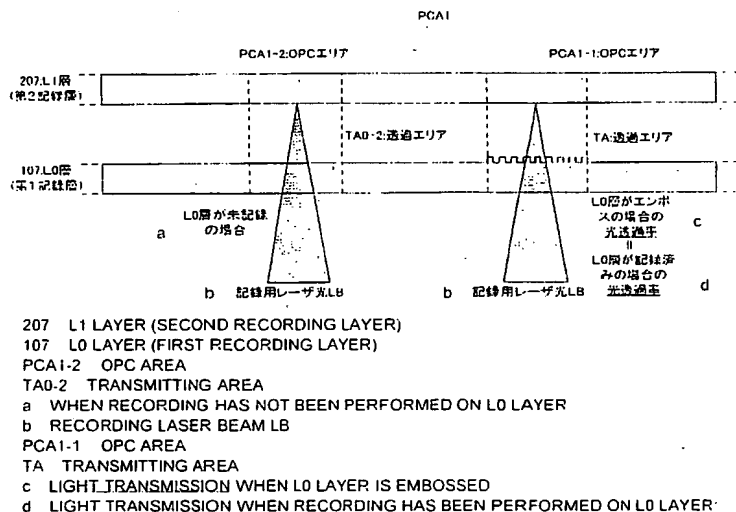 PCA1
PCA1-2:OPCエリア
PCA1-1:OPCエリア
207:L1層
(第2記録層)
TA0-2:透過エリア
TA:透過エリア
107:L0層
(第1記録層)
L0層が未記録
の場合
a
L0層がエンボ
スの場合の
光透過率
=
L0層が記録済
みの場合の
光透過率
c
d
b 記録用レーザ光LB
b 記録用レーザ光LB
207 L1 LAYER (SECOND RECORDING LAYER)
107 L0 LAYER (FIRST RECORDING LAYER)
PCA1-2 OPC AREA
TA0-2 TRANSMITTING AREA
a WHEN RECORDING HAS NOT BEEN PERFORMED ON L0 LAYER
b RECORDING LASER BEAM LB
PCA1-1 OPC AREA
TA TRANSMITTING AREA
c LIGHT TRANSMISSION WHEN L0 LAYER IS EMBOSSED
d LIGHT TRANSMISSION WHEN RECORDING HAS BEEN PERFORMED ON L0 LAYER